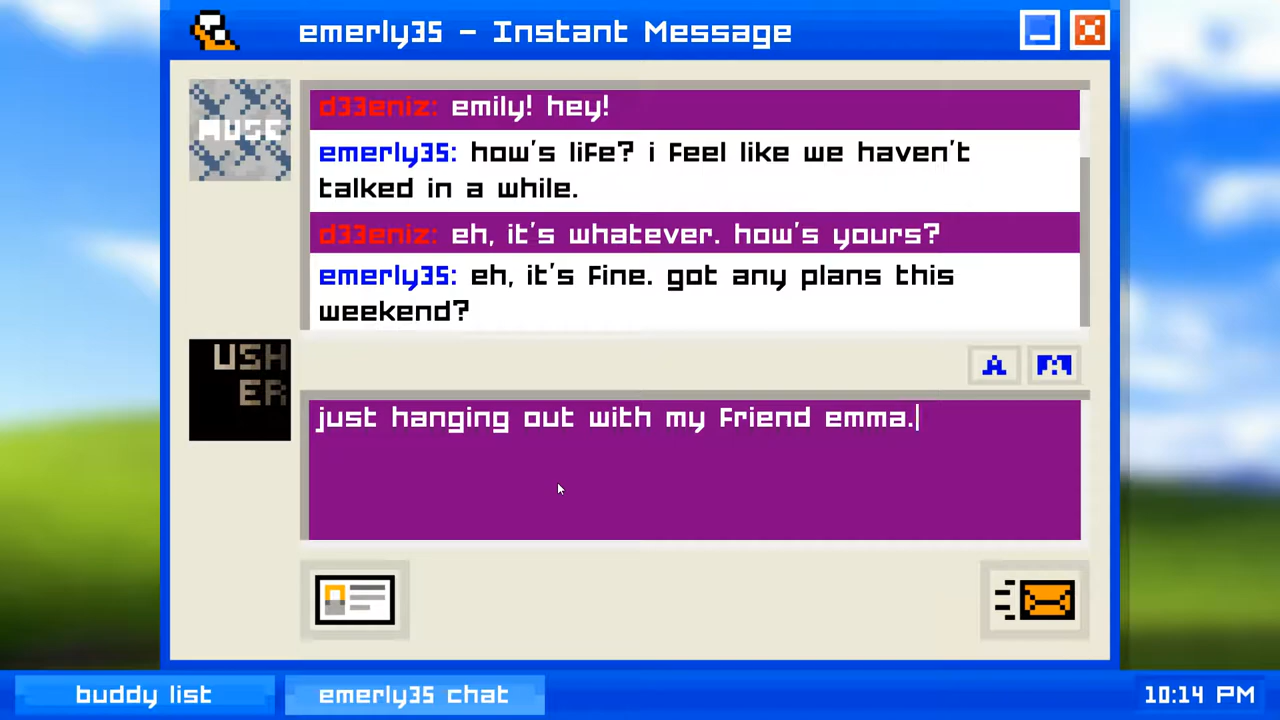 emerly35 - Instant Message
MUSE
d33eniz: emily! hey!
emerly35: how's life? i feel like we haven't
talked in a while.
d33eniz: eh, it's whatever. how's yours?
emerly35: eh, it's fine. got any plans this
weekend?
USH
ER
A
just hanging out with my friend emma.
buddy list
emerly35 chat
10:14 PM